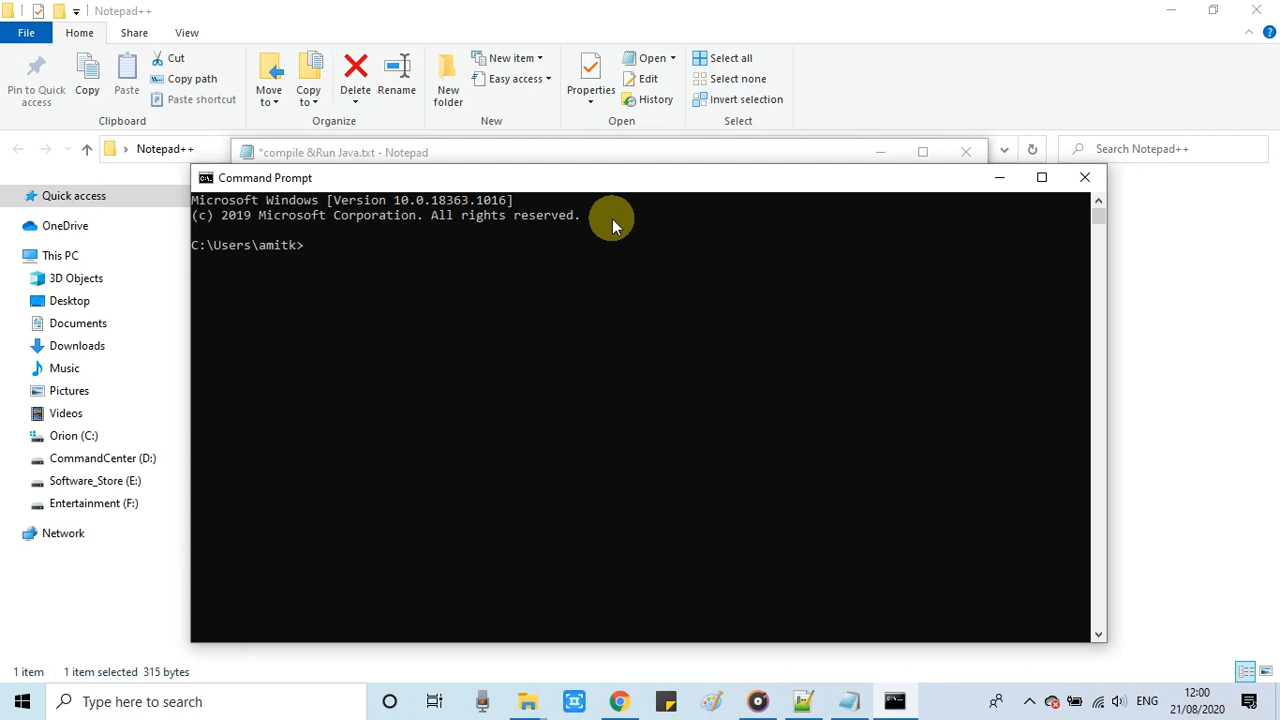 Notepad++
File Home Share View
Pin to Quick access
Copy
Paste
Cut
Copy path
Paste shortcut
Clipboard
Move to
Copy to
Delete
Rename
Organize
New folder
New item
Easy access
New
Properties
Open
Edit
History
Open
Select all
Select none
Invert selection
Select
Notepad++
*compile &Run Java.txt - Notepad
Search Notepad++
Command Prompt
Microsoft Windows [Version 10.0.18363.1016]
(c) 2019 Microsoft Corporation. All rights reserved.
C:\Users\amitk>
Quick access
OneDrive
This PC
3D Objects
Desktop
Documents
Downloads
Music
Pictures
Videos
Orion (C:)
CommandCenter (D:)
Software_Store (E:)
Entertainment (F:)
Network
1 item 1 item selected 315 bytes
Type here to search
ENG
12:00
21/08/2020